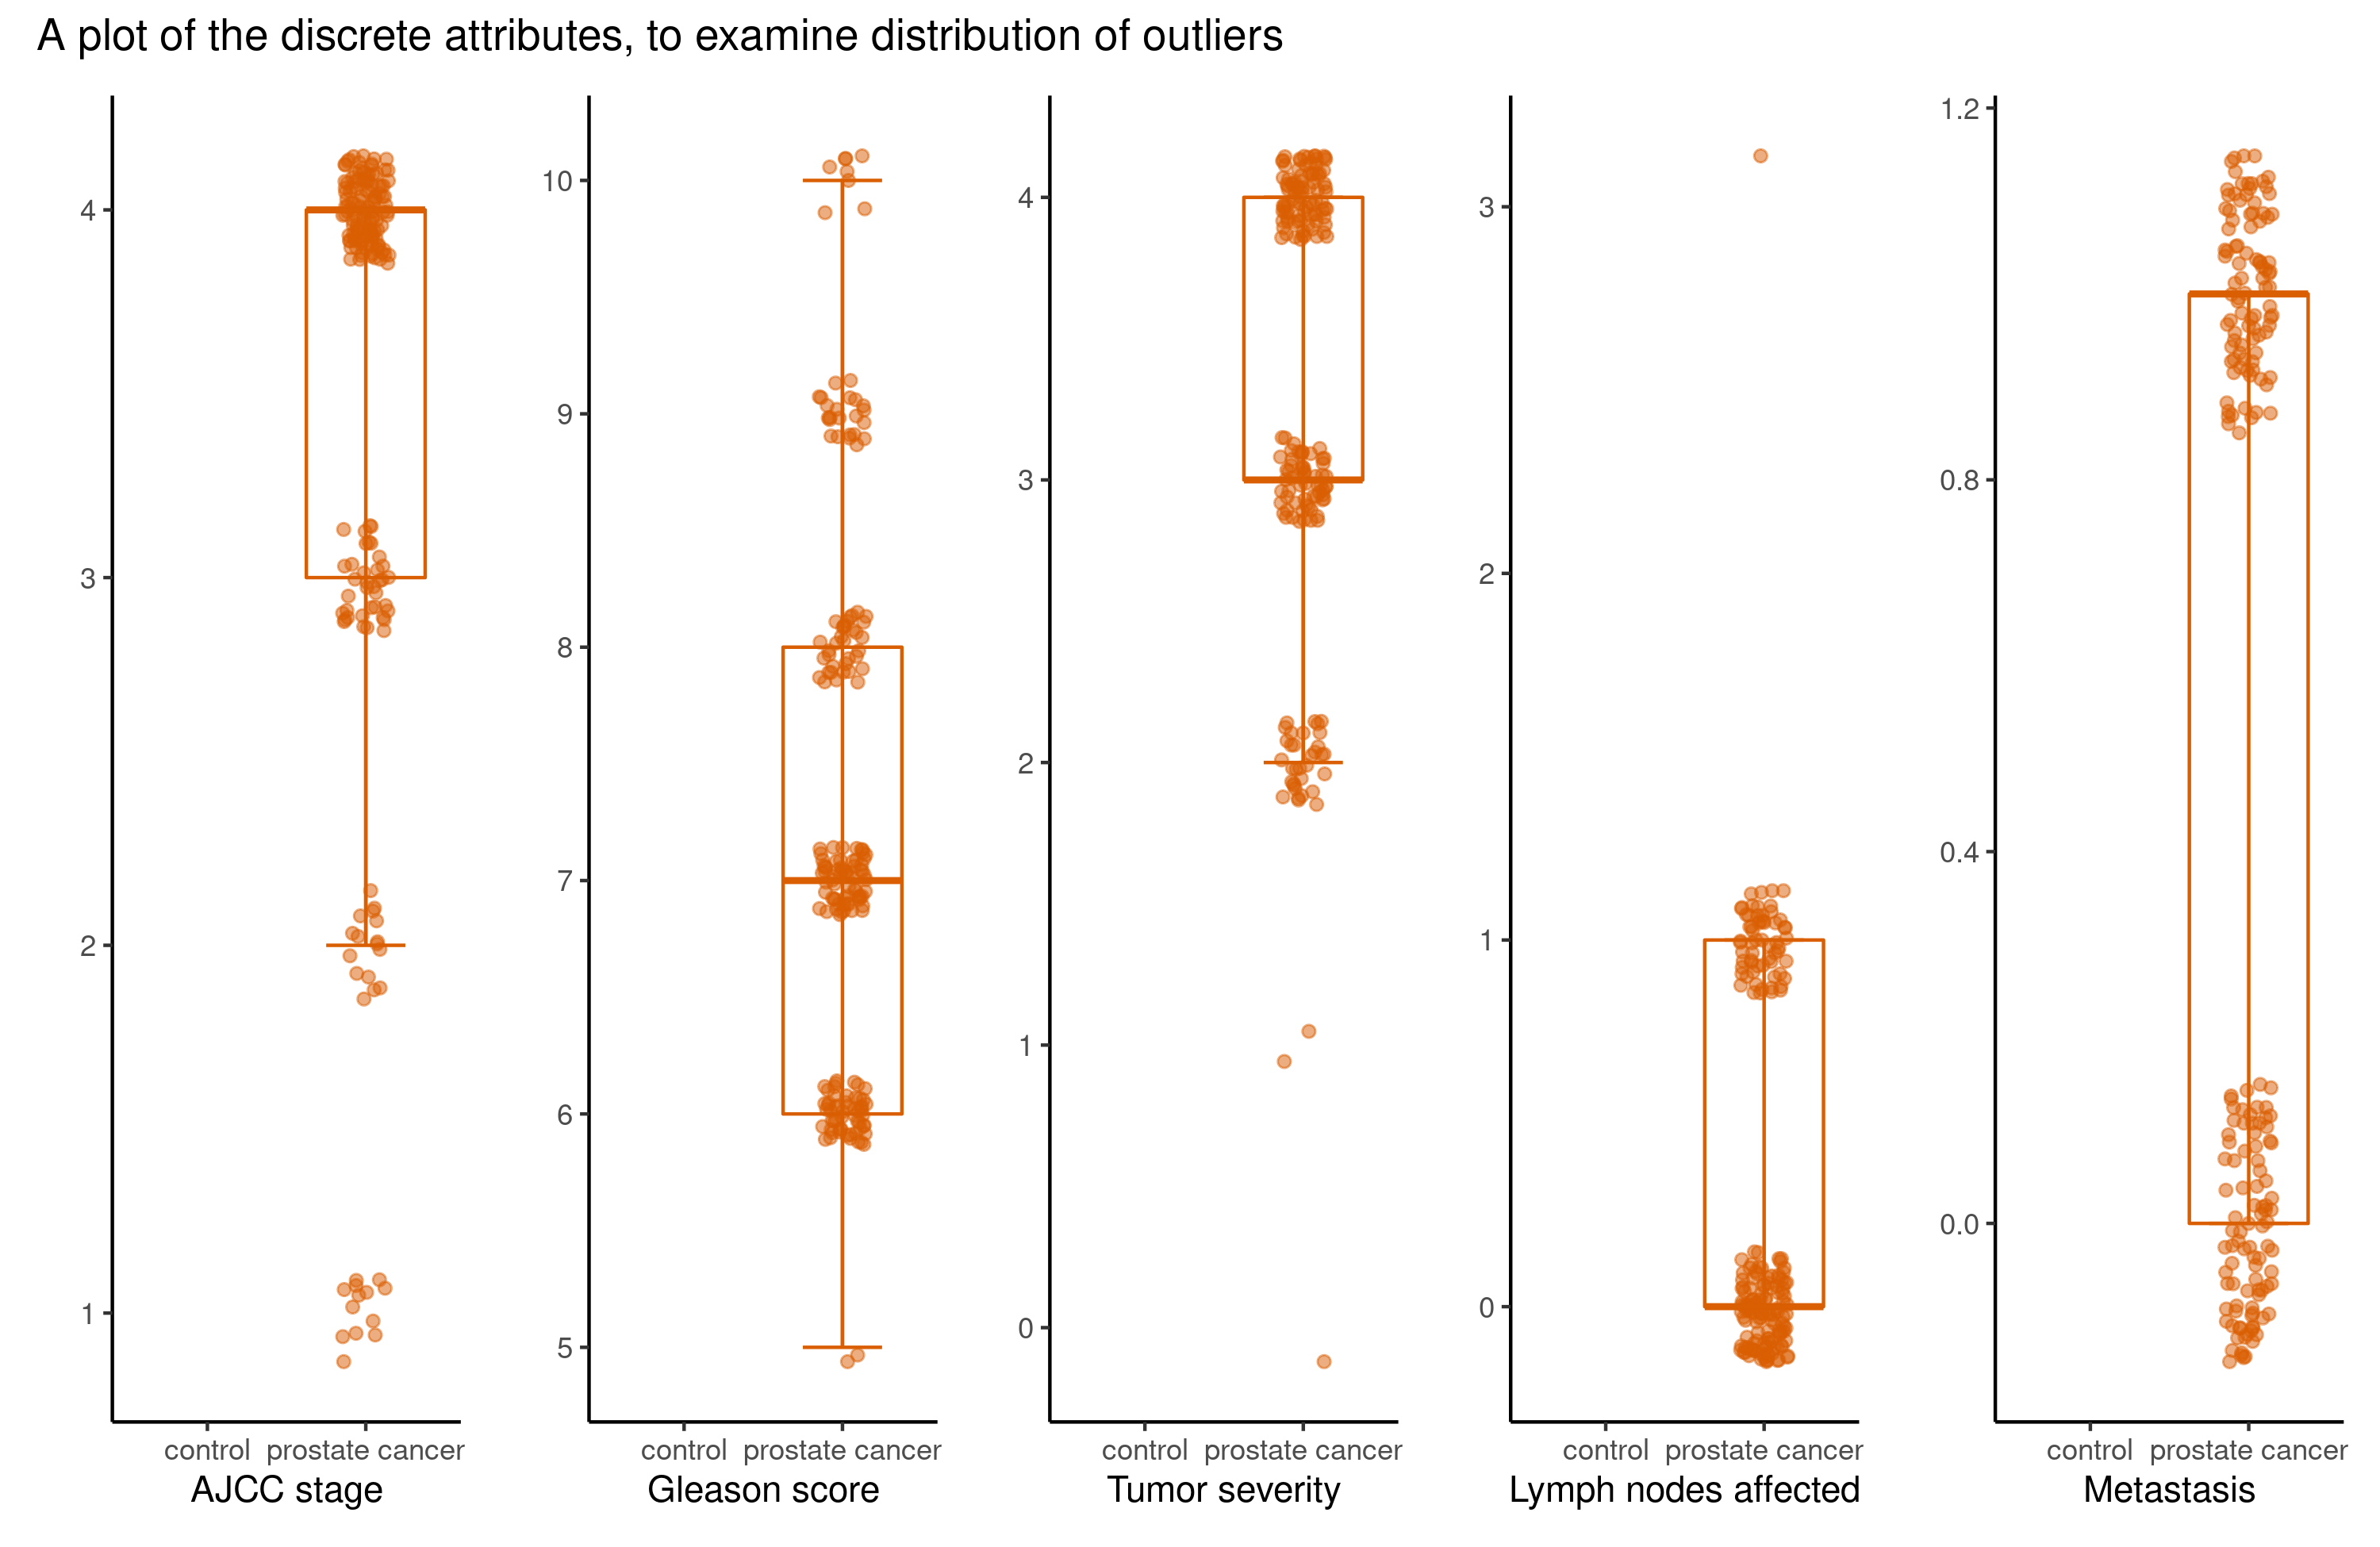 A plot of the discrete attributes, to examine distribution of outliers
4
3
2
1
control prostate cancer
AJCC stage
10
9
8
7
6
5
control prostate cancer
Gleason score
4
3
2
1
0
control prostate cancer
Tumor severity
3
2
1
0
control prostate cancer
Lymph nodes affected
1.2
0.8
0.4
0.0
control prostate cancer
Metastasis